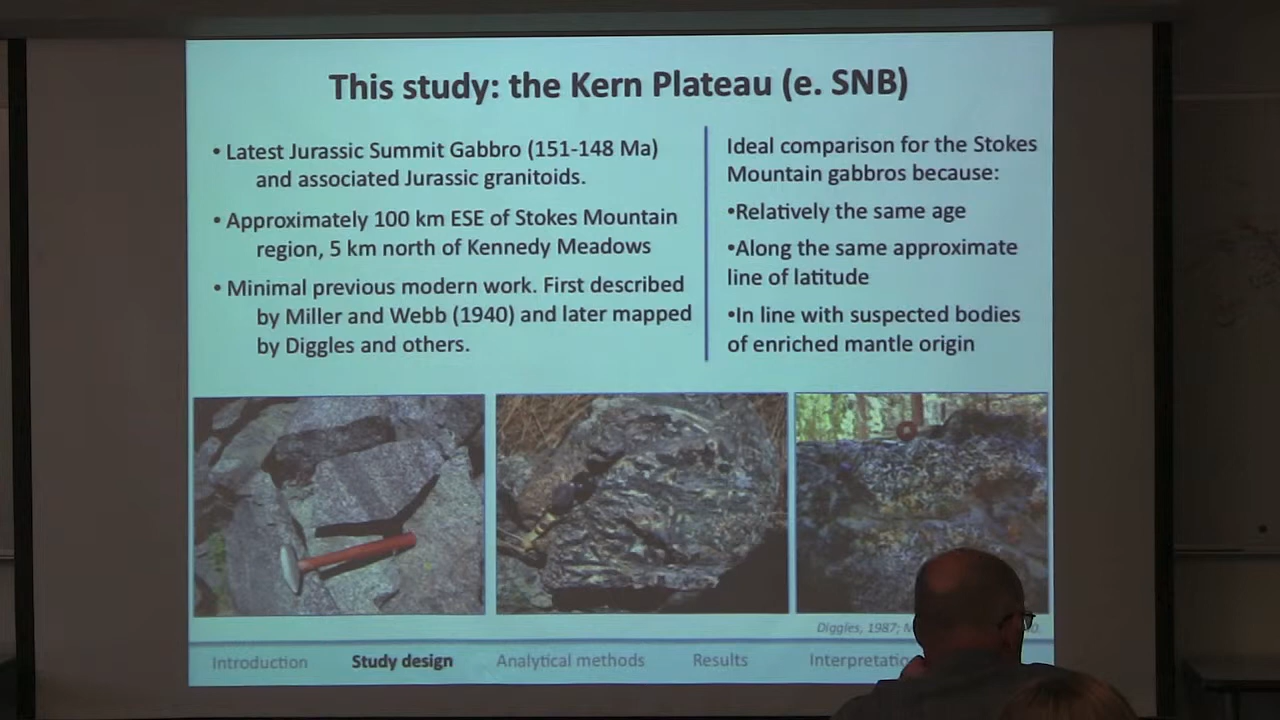 This study: the Kern Plateau (e. SNB)
• Latest Jurassic Summit Gabbro (151-148 Ma)
and associated Jurassic granitoids.
• Approximately 100 km ESE of Stokes Mountain
region, 5 km north of Kennedy Meadows
• Minimal previous modern work. First described
by Miller and Webb (1940) and later mapped
by Diggles and others.
Ideal comparison for the Stokes
Mountain gabbros because:
•Relatively the same age
•Along the same approximate
line of latitude
•In line with suspected bodies
of enriched mantle origin
Diggles, 1987;
Introduction Study design Analytical methods Results